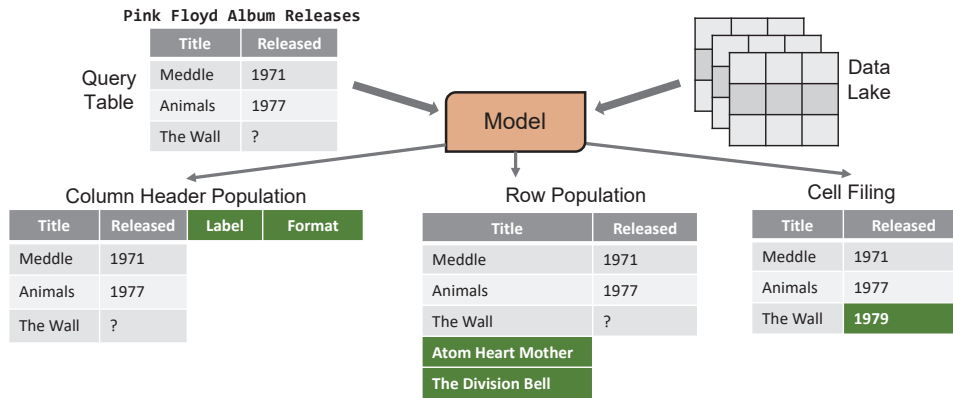 Pink Floyd Album Releases
Title Released
Meddle 1971
Animals 1977
The Wall ?
Query
Table
Data
Lake
Model
Column Header Population
Title Released Label Format
Meddle 1971
Animals 1977
The Wall ?
Row Population
Title Released
Meddle 1971
Animals 1977
The Wall ?
Atom Heart Mother
The Division Bell
Cell Filing
Title Released
Meddle 1971
Animals 1977
The Wall 1979